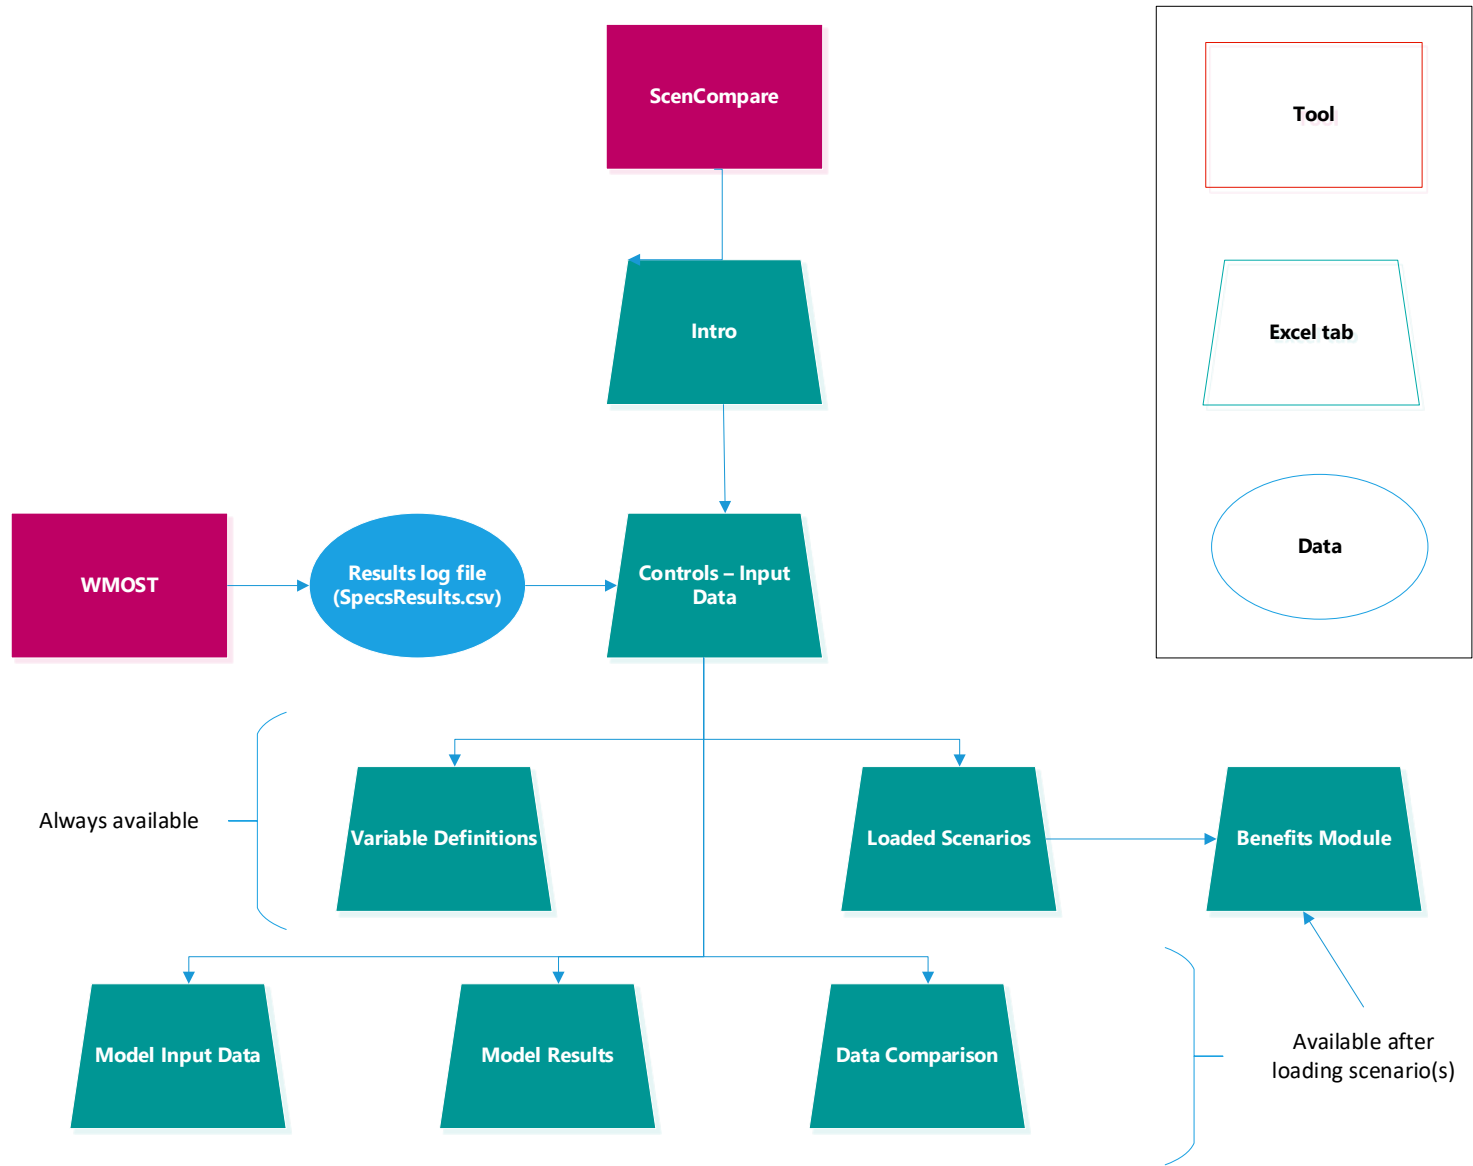 ScenCompare
Tool
Intro
Excel tab
WMOST
Results log file
(SpecsResults.csv)
Controls – Input
Data
Data
Always available
Variable Definitions
Loaded Scenarios
Benefits Module
Model Input Data
Model Results
Data Comparison
Available after
loading scenario(s)